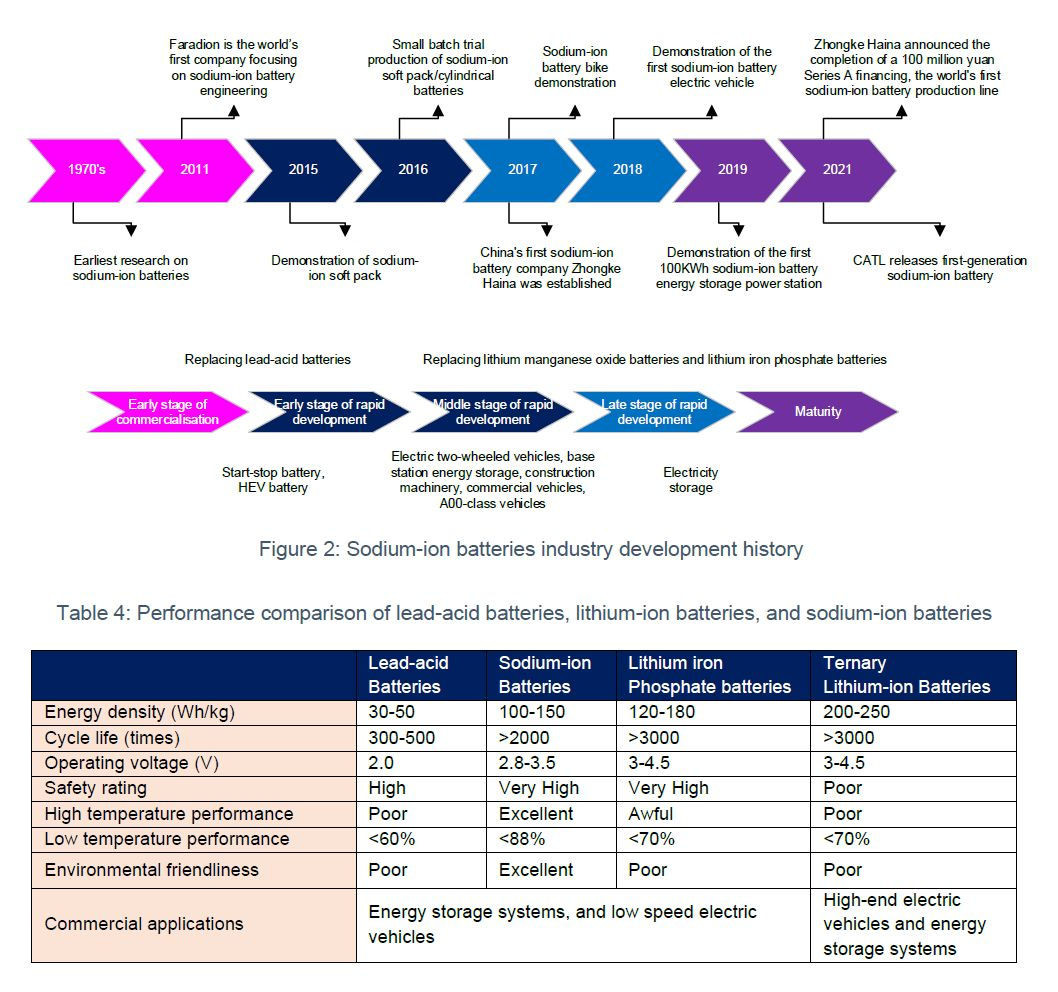 Faradion is the world's
first company focusing
on sodium-ion battery
engineering
Small batch trial
production of sodium-ion
soft pack/cylindrical
batteries
Sodium-ion
battery bike
demonstration
Demonstration of the
first sodium-ion battery
electric vehicle
Zhongke Haina announced the
completion of a 100 million yuan
Series A financing, the world's first
sodium-ion battery production line
1970's
2011
2015
2016
2017
2018
2019
2021
Earliest research on
sodium-ion batteries
Demonstration of sodium-
ion soft pack
China's first sodium-ion
battery company Zhongke
Haina was established
Demonstration of the first
100KWh sodium-ion battery
energy storage power station
CATL releases first-generation
sodium-ion battery
Replacing lead-acid batteries
Replacing lithium manganese oxide batteries and lithium iron phosphate batteries
Early stage of
commercialisation
Early stage of rapid
development
Middle stage of rapid
development
Late stage of rapid
development
Maturity
Start-stop battery,
HEV battery
Electric two-wheeled vehicles, base
station energy storage, construction
machinery, commercial vehicles,
A00-class vehicles
Electricity
storage
Figure 2: Sodium-ion batteries industry development history
Table 4: Performance comparison of lead-acid batteries, lithium-ion batteries, and sodium-ion batteries
Lead-acid
Batteries
Sodium-ion
Batteries
Lithium iron
Phosphate batteries
Ternary
Lithium-ion Batteries
Energy density (Wh/kg) 30-50 100-150 120-180 200-250
Cycle life (times) 300-500 >2000 >3000 >3000
Operating voltage (V) 2.0 2.8-3.5 3-4.5 3-4.5
Safety rating High Very High Very High Poor
High temperature performance Poor Excellent Awful Poor
Low temperature performance <60% <88% <70% <70%
Environmental friendliness Poor Excellent Poor Poor
Commercial applications
Energy storage systems, and low speed electric
vehicles
High-end electric
vehicles and energy
storage systems